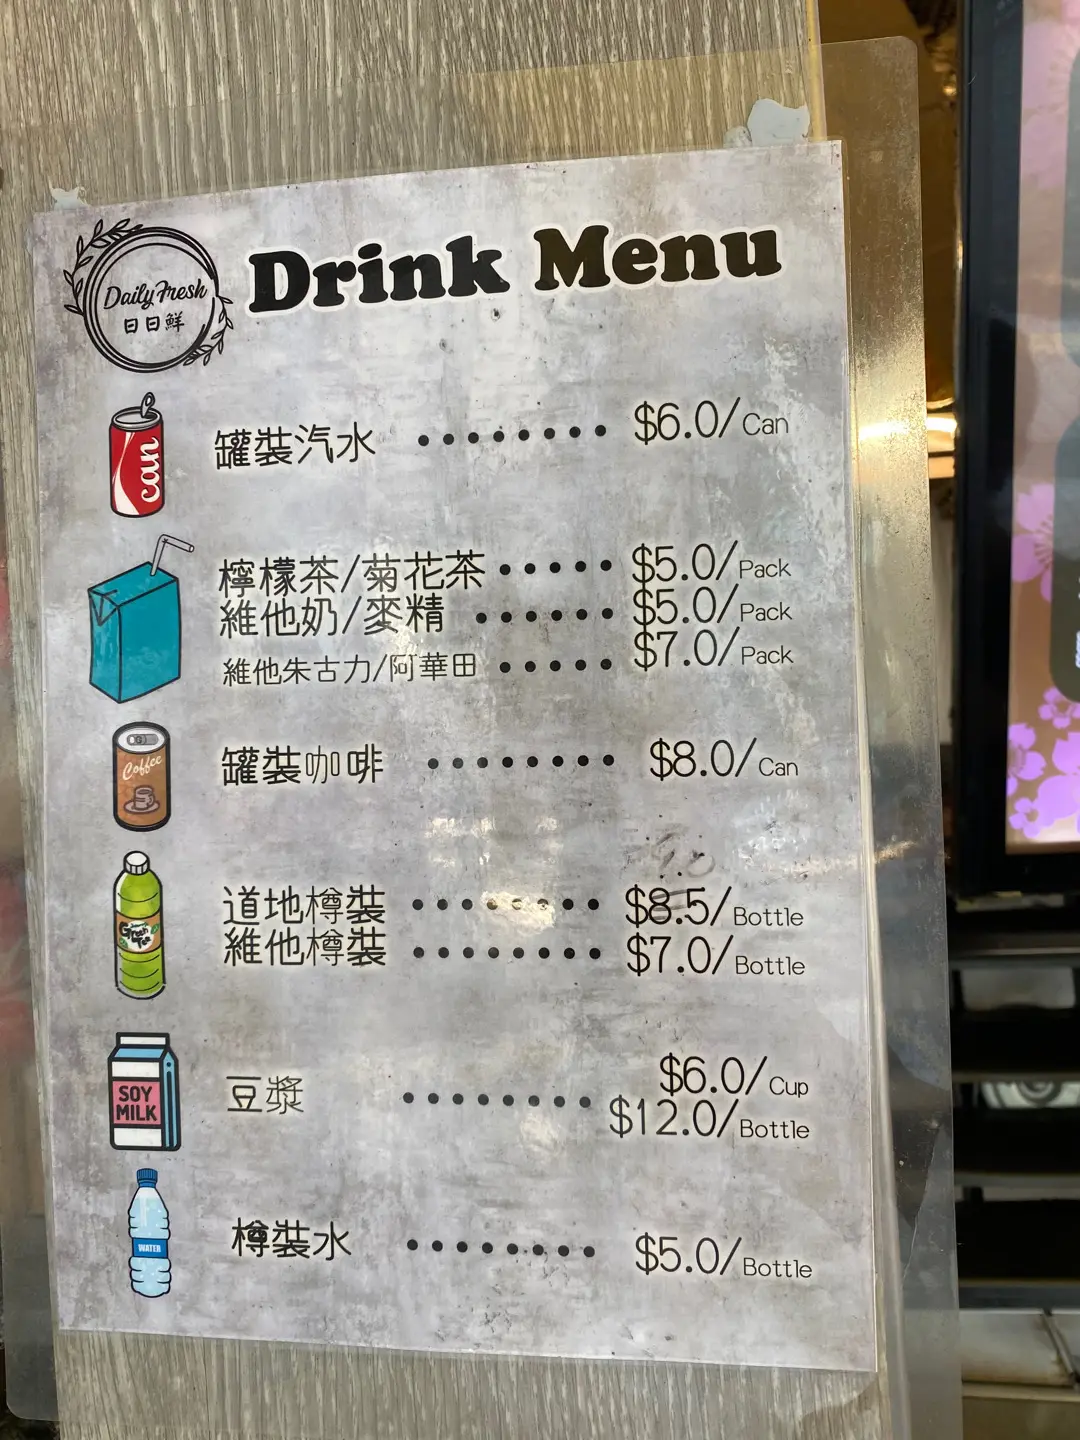 Daily Fresh
日日鮮
Drink Menu
can
罐裝汽水 ........ $6.0/Can
檸檬茶/菊花茶 ..... $5.0/Pack
維他奶/麥精 ...... $5.0/Pack
維他朱古力/阿華田 ..... $7.0/Pack
Coffee
罐裝咖啡 ........ $8.0/Can
Green
Tea
道地樽裝 ........ $8.5/Bottle
維他樽裝 ........ $7.0/Bottle
SOY
MILK
豆漿 ........ $6.0/Cup
$12.0/Bottle
WATER
樽裝水 ........ $5.0/Bottle